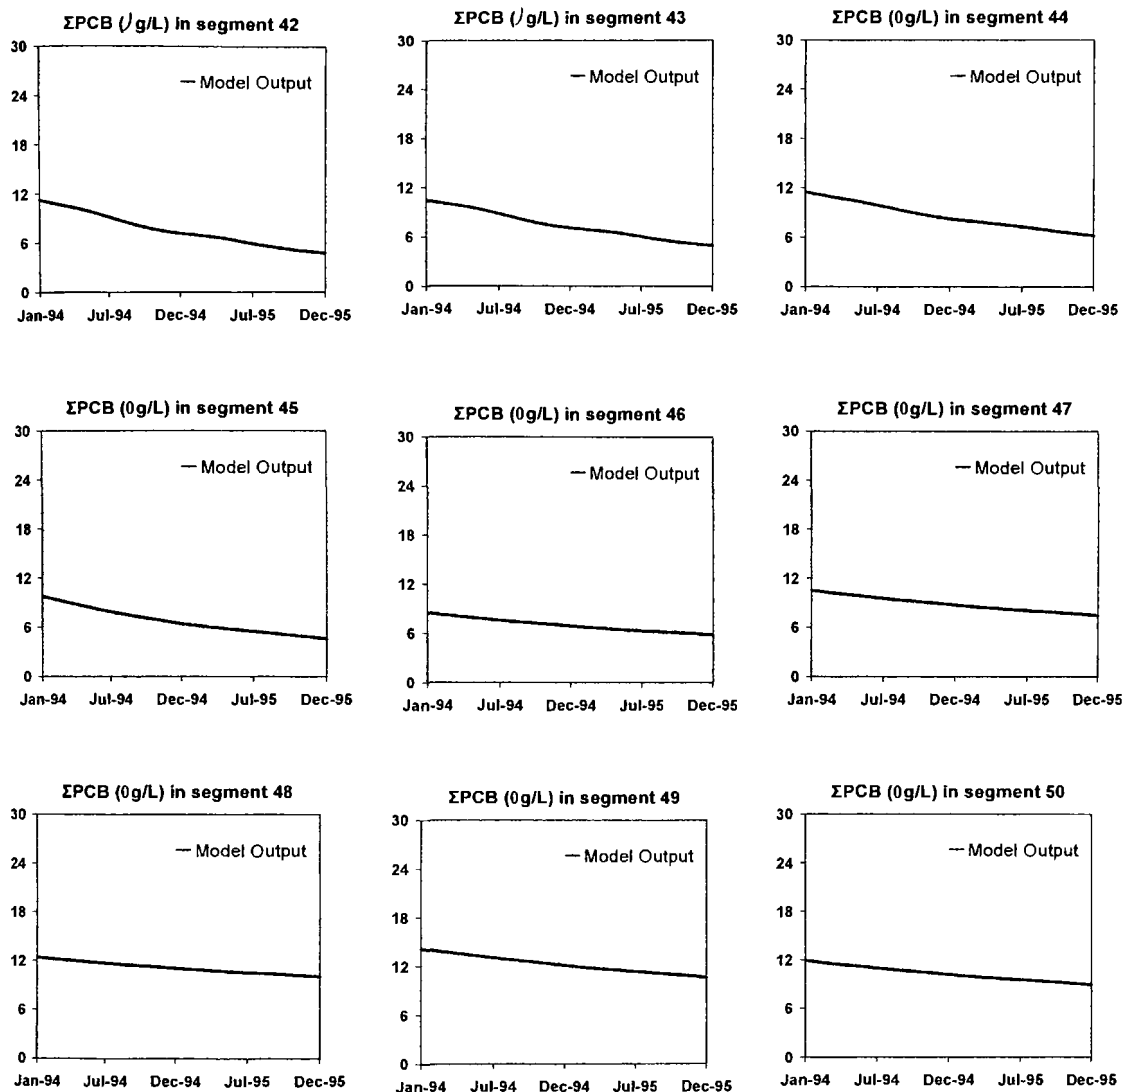 ΣPCB (/g/L) in segment 42
30
24
18
12
6
0
Model Output
Jan-94 Jul-94 Dec-94 Jul-95 Dec-95
ΣPCB (/g/L) in segment 43
30
24
18
12
6
0
Model Output
Jan-94 Jul-94 Dec-94 Jul-95 Dec-95
ΣPCB (0g/L) in segment 44
30
24
18
12
6
0
Model Output
Jan-94 Jul-94 Dec-94 Jul-95 Dec-95
ΣPCB (0g/L) in segment 45
30
24
18
12
6
0
Model Output
Jan-94 Jul-94 Dec-94 Jul-95 Dec-95
ΣPCB (0g/L) in segment 46
30
24
18
12
6
0
Model Output
Jan-94 Jul-94 Dec-94 Jul-95 Dec-95
ΣPCB (0g/L) in segment 47
30
24
18
12
6
0
Model Output
Jan-94 Jul-94 Dec-94 Jul-95 Dec-95
ΣPCB (0g/L) in segment 48
30
24
18
12
6
0
Model Output
Jan-94 Jul-94 Dec-94 Jul-95 Dec-95
ΣPCB (0g/L) in segment 49
30
24
18
12
6
0
Model Output
Jan-94 Jul-94 Dec-94 Jul-95 Dec-95
ΣPCB (0g/L) in segment 50
30
24
18
12
6
0
Model Output
Jan-94 Jul-94 Dec-94 Jul-95 Dec-95